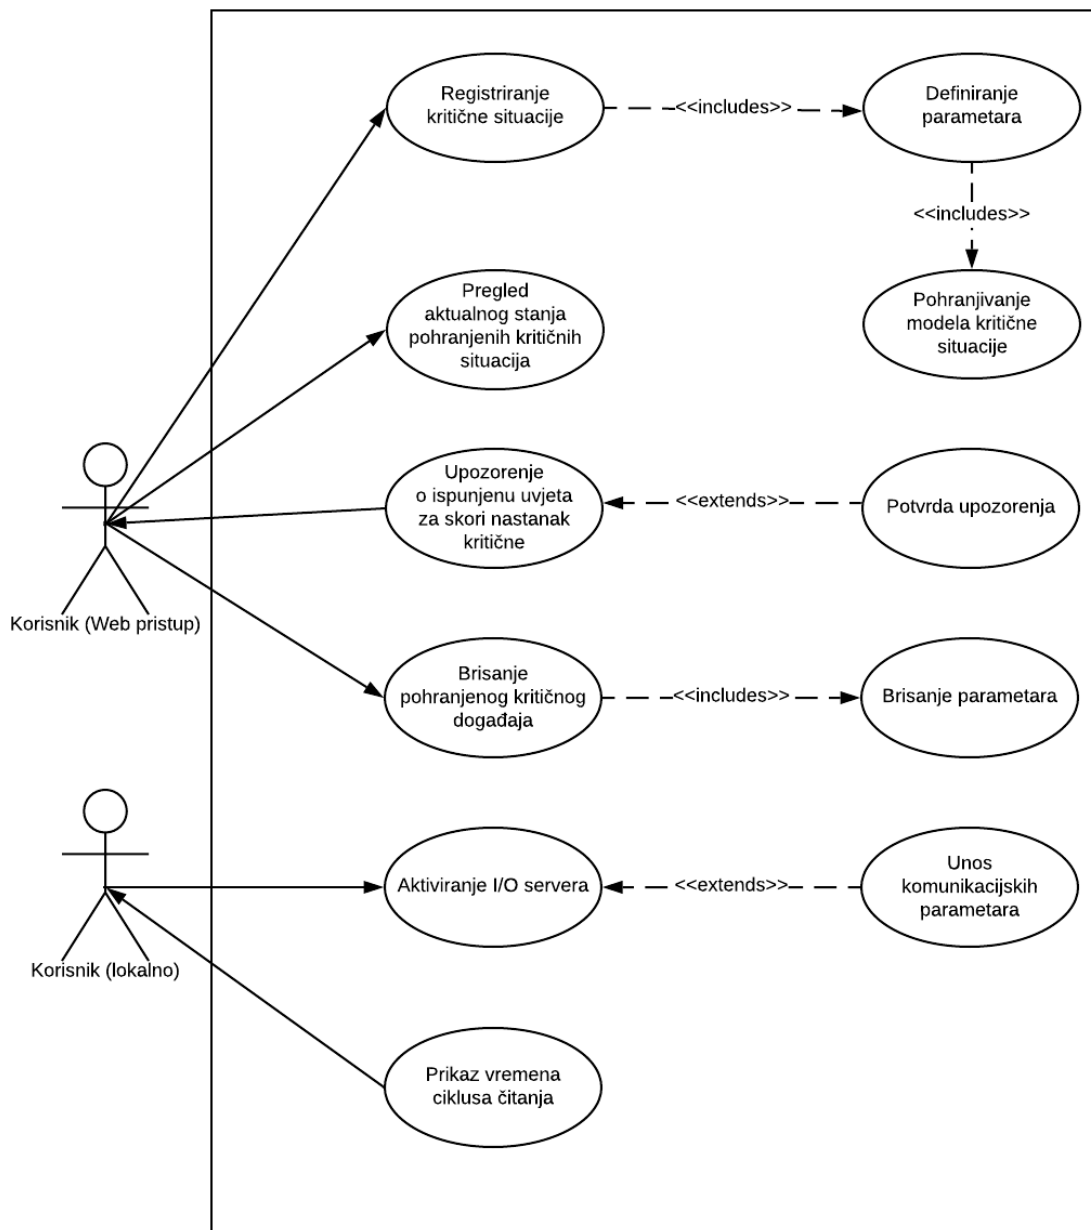 Registriranje
kritične situacije
<<includes>>
Definiranje
parametara
<<includes>>
Pohranjivanje
modela kritične
situacije
Pregled
aktualnog stanja
pohranjenih kritičnih
situacija
Upozorenje
o ispunjenu uvjeta
za skori nastanak
kritične
<<extends>>
Potvrda upozorenja
Korisnik (Web pristup)
Brisanje
pohranjenog kritičnog
događaja
<<includes>>
Brisanje parametara
Aktiviranje I/O servera
<<extends>>
Unos
komunikacijskih
parametara
Korisnik (lokalno)
Prikaz vremena
ciklusa čitanja